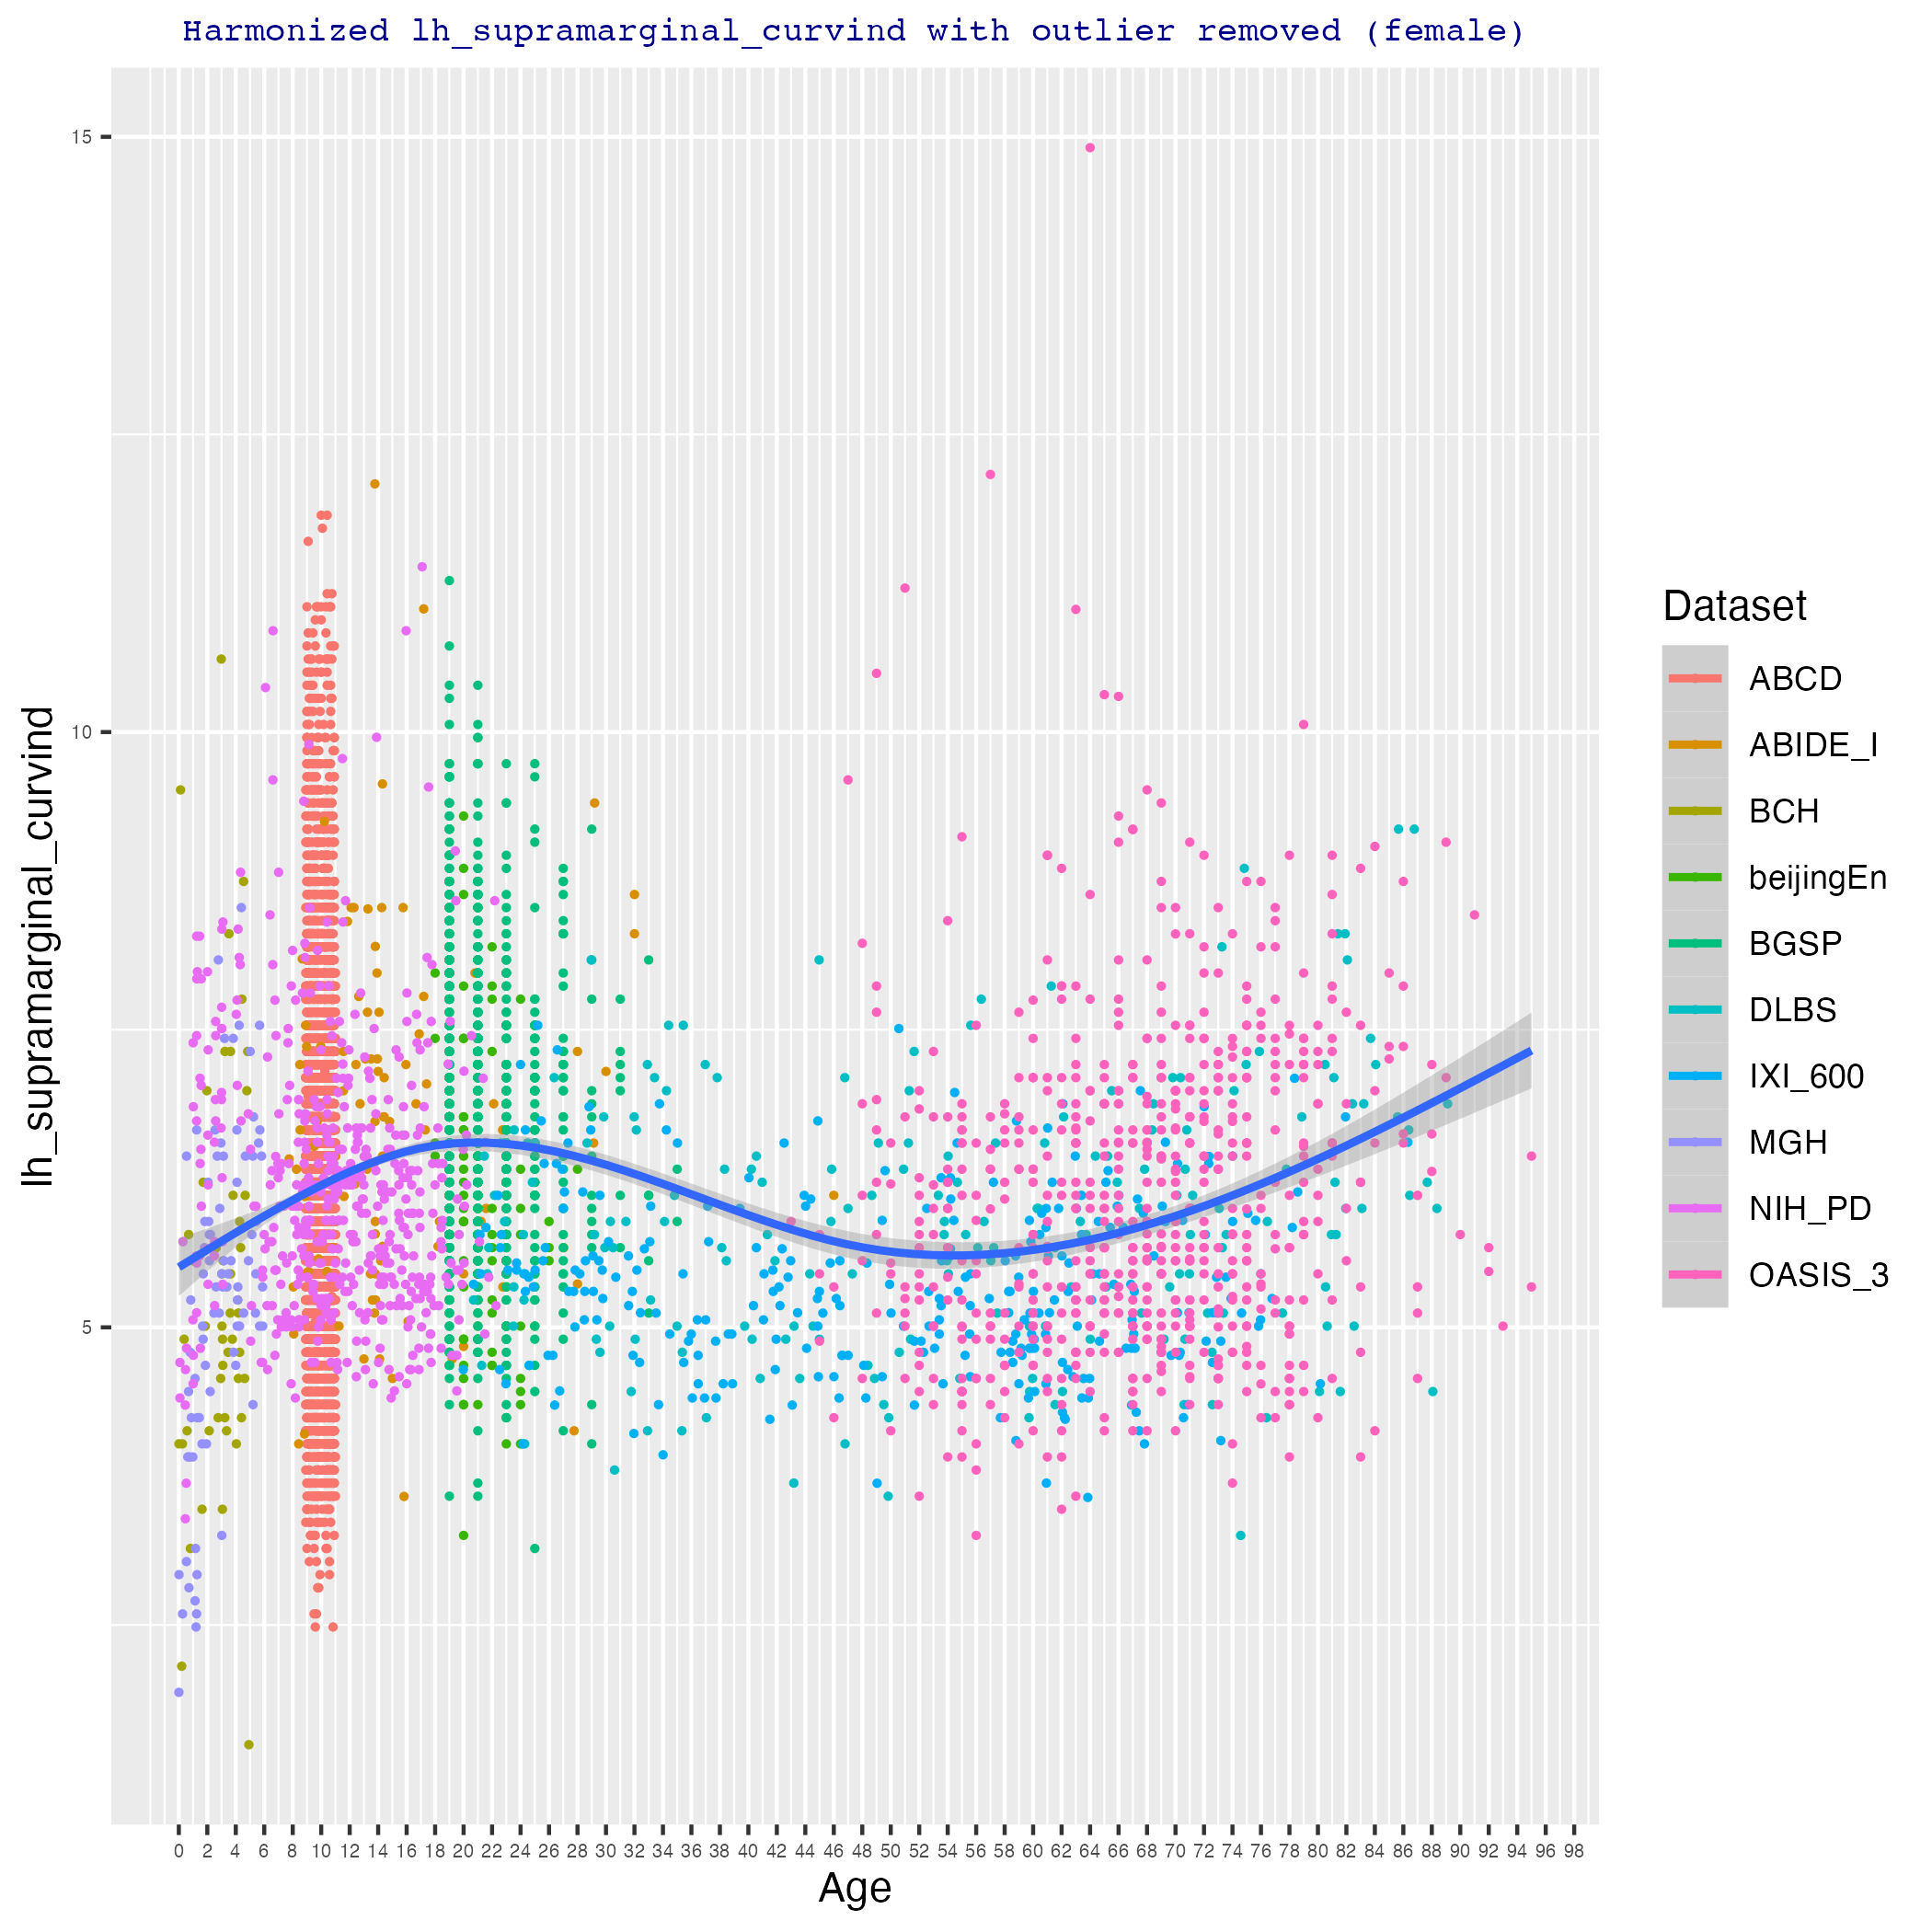 Harmonized lh_supramarginal_curvind with outlier removed (female)
lh_supramarginal_curvind
15
10
5
0 2 4 6 8 10 12 14 16 18 20 22 24 26 28 30 32 34 36 38 40 42 44 46 48 50 52 54 56 58 60 62 64 66 68 70 72 74 76 78 80 82 84 86 88 90 92 94 96 98
Age
Dataset
ABCD
ABIDE_I
BCH
beijingEn
BGSP
DLBS
IXI_600
MGH
NIH_PD
OASIS_3